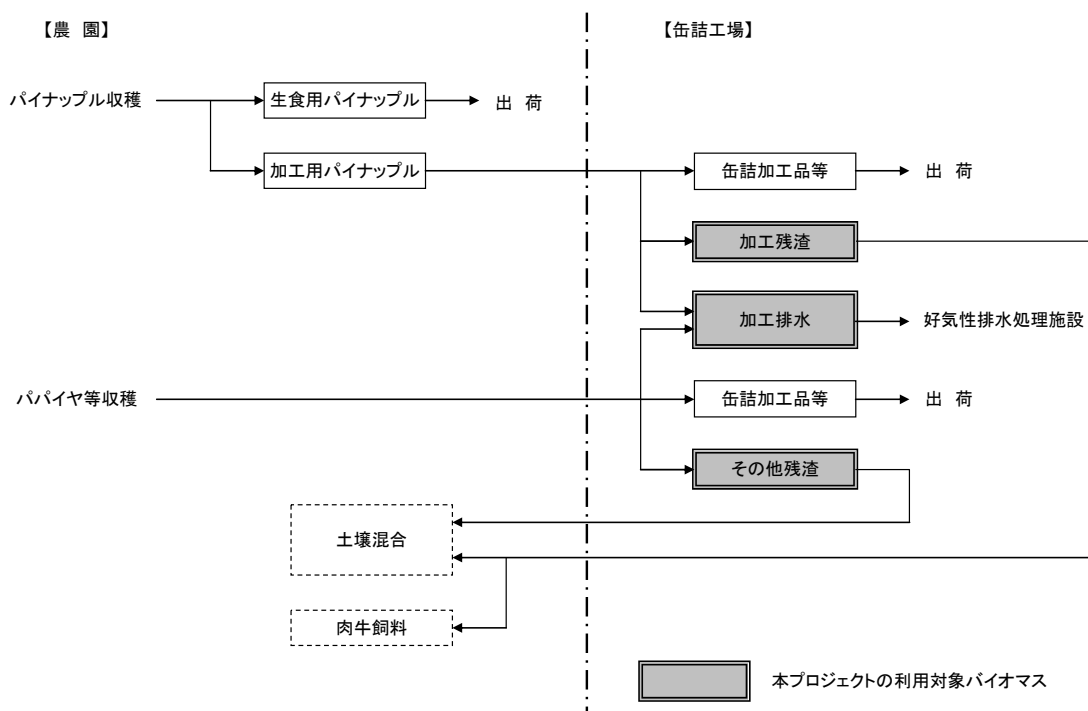 【農　園】
【缶詰工場】
パイナップル収穫
生食用パイナップル
出　荷
加工用パイナップル
缶詰加工品等
出　荷
加工残渣
加工排水
好気性排水処理施設
パパイヤ等収穫
缶詰加工品等
出　荷
その他残渣
土壌混合
肉牛飼料
本プロジェクトの利用対象バイオマス